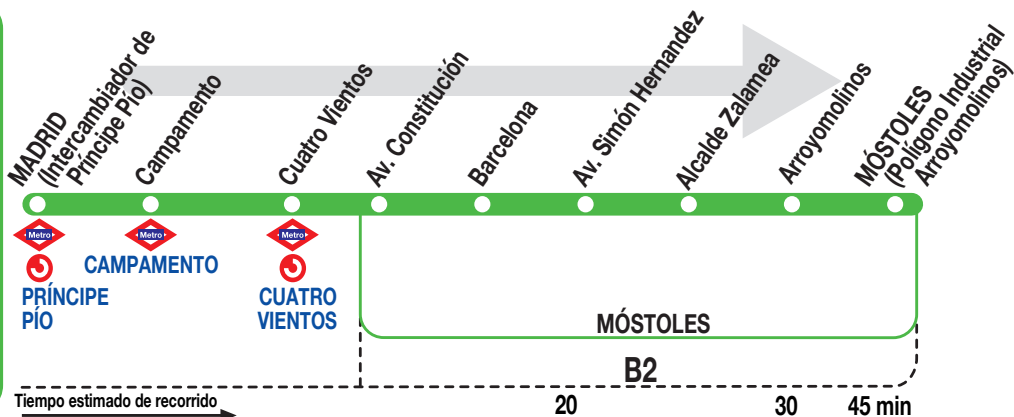 MADRID
(Intercambiador de
Príncipe Pío)
Campamento
Cuatro Vientos
Av. Constitución
Barcelona
Av. Simón Hernandez
Alcalde Zalamea
Arroyomolinos
MÓSTOLES
(Polígono Industrial
Arroyomolinos)
Metro
Metro
Metro
PRÍNCIPE
PÍO
CAMPAMENTO
CUATRO
VIENTOS
MÓSTOLES
B2
Tiempo estimado de recorrido
20 30 45 min